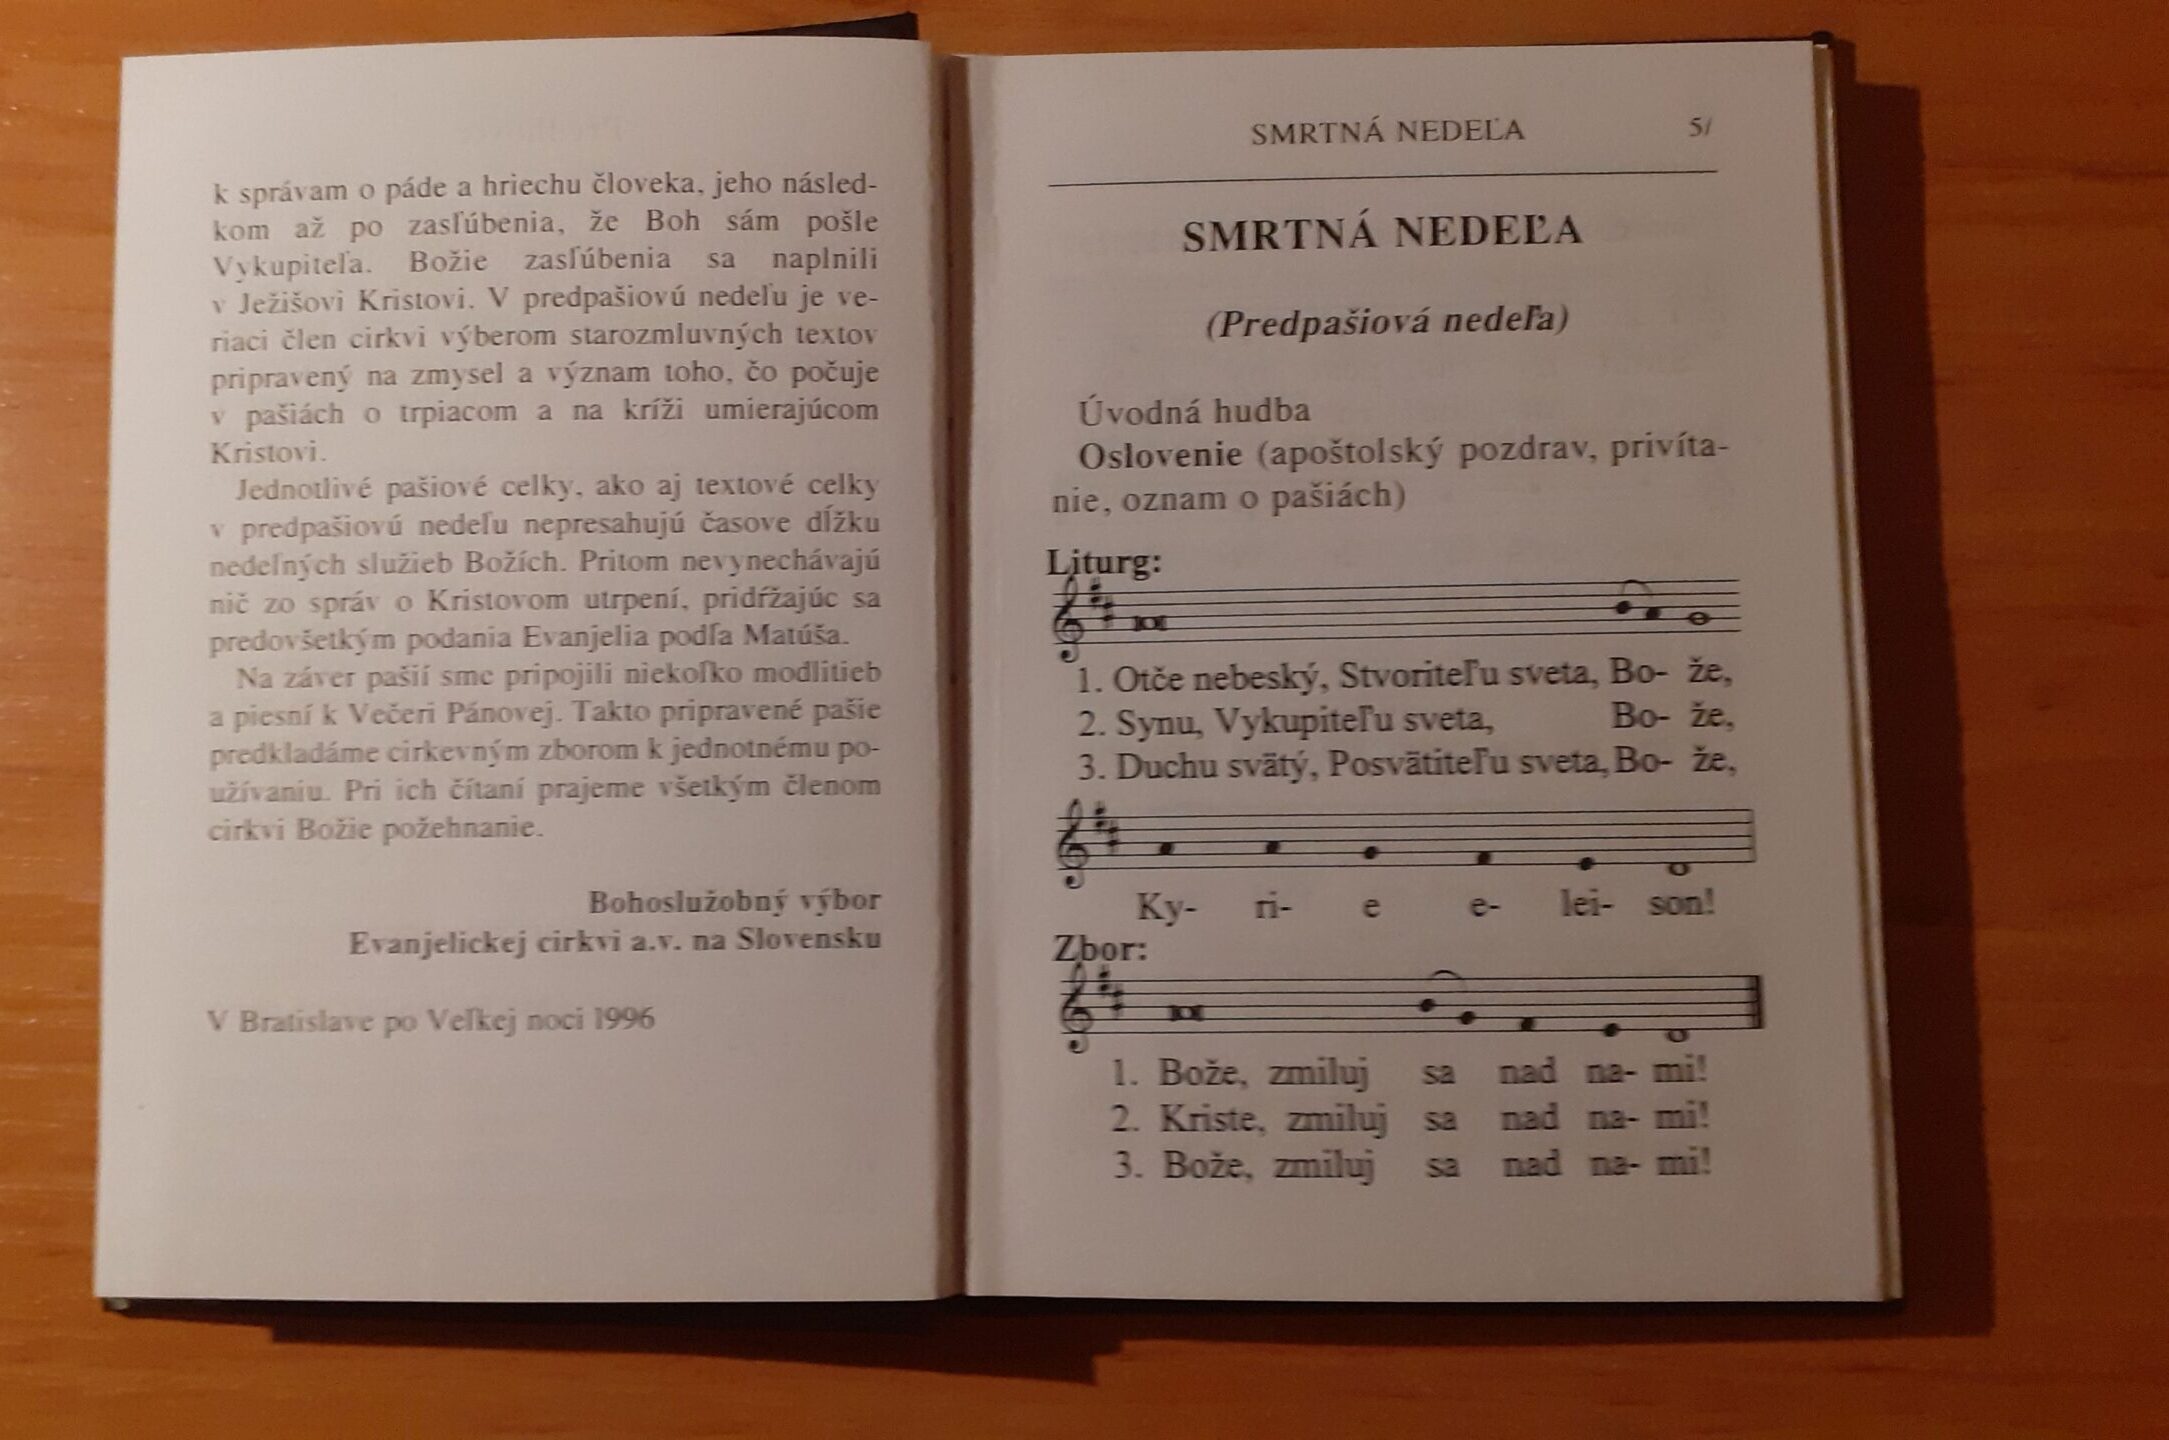 k správam o páde a hriechu človeka, jeho násled-
kom až po zasľúbenia, že Boh sám pošle
Vykupiteľa. Božie zasľúbenia sa naplnili
v Ježišovi Kristovi. V predpašiovú nedeľu je ve-
riaci člen cirkvi výberom starozmluvných textov
pripravený na zmysel a význam toho, čo počuje
v pašiách o trpiacom a na kríži umierajúcom
Kristovi.
Jednotlivé pašiové celky, ako aj textové celky
v predpašiovú nedeľu nepresahujú časove dĺžku
nedeľných služieb Božích. Pritom nevynechávajú
nič zo správ o Kristovom utrpení, pridŕžajúc sa
predovšetkým podania Evanjelia podľa Matúša.
Na záver pašií sme pripojili niekoľko modlitieb
a piesní k Večeri Pánovej. Takto pripravené pašie
predkladáme cirkevným zborom k jednotnému po-
užívaniu. Pri ich čítaní prajeme všetkým členom
cirkvi Božie požehnanie.
Bohoslužobný výbor
Evanjelickej cirkvi a.v. na Slovensku
V Bratislave po Veľkej noci 1996
SMRTNÁ NEDEĽA 5/
SMRTNÁ NEDEĽA
(Predpašiová nedeľa)
Úvodná hudba
Oslovenie (apoštolský pozdrav, privíta-
nie, oznam o pašiách)
Liturg:
1. Otče nebeský, Stvoriteľu sveta, Bo- že,
2. Synu, Vykupiteľu sveta, Bo- že,
3. Duchu svätý, Posvätiteľu sveta, Bo- že,
Ky- ri- e e- lei- son!
Zbor:
1. Bože, zmiluj sa nad na- mi!
2. Kriste, zmiluj sa nad na- mi!
3. Bože, zmiluj sa nad na- mi!